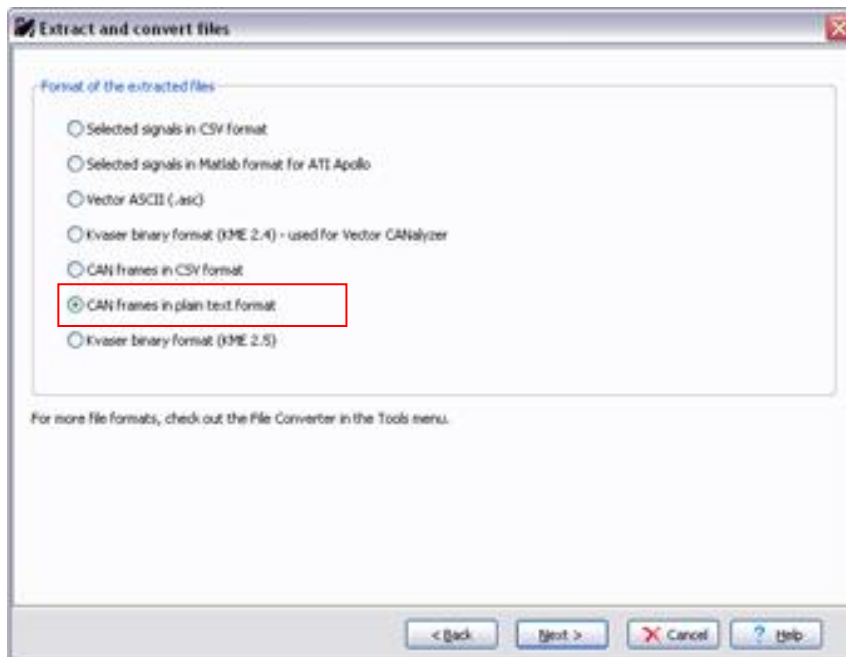 Extract and convert files
Format of the extracted files
Selected signals in CSV format
Selected signals in Matlab format for ATI Apollo
Vector ASCII (.asc)
Kvaser binary format (KME 2.4) - used for Vector CANalyzer
CAN frames in CSV format
CAN frames in plain text format
Kvaser binary format (KME 2.5)
For more file formats, check out the File Converter in the Tools menu.
< Back Next > Cancel ? Help